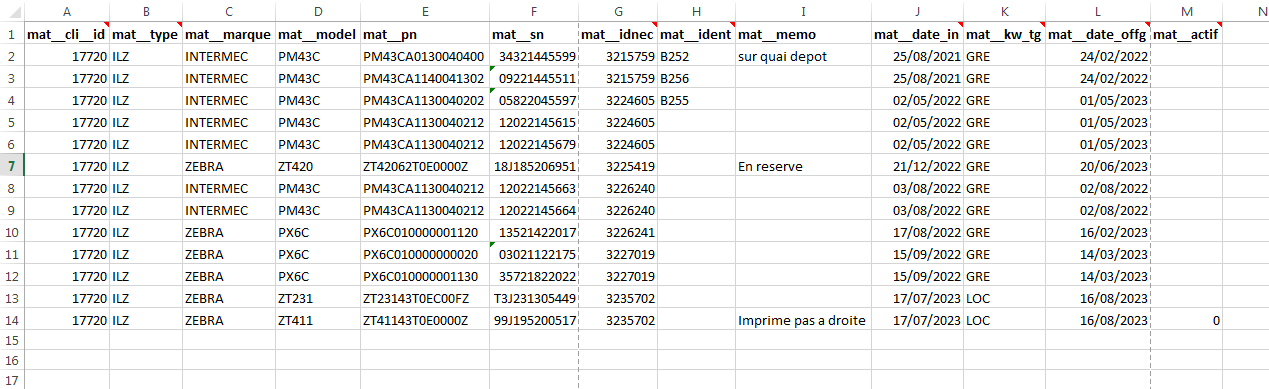 A B C D E F G H I J K L M N
1 mat__cli__id mat__type mat__marque mat__model mat__pn mat__sn mat__idnec mat__ident mat__memo mat__date_in mat__kw_tg mat__date_offg mat__actif
2 17720 ILZ INTERMEC PM43C PM43CA0130040400 34321445599 3215759 B252 sur quai depot 25/08/2021 GRE 24/02/2022
3 17720 ILZ INTERMEC PM43C PM43CA1140041302 09221445511 3215759 B256 25/08/2021 GRE 24/02/2022
4 17720 ILZ INTERMEC PM43C PM43CA1130040202 05822045597 3224605 B255 02/05/2022 GRE 01/05/2023
5 17720 ILZ INTERMEC PM43C PM43CA1130040212 12022145615 3224605 02/05/2022 GRE 01/05/2023
6 17720 ILZ INTERMEC PM43C PM43CA1130040212 12022145679 3224605 02/05/2022 GRE 01/05/2023
7 17720 ILZ ZEBRA ZT420 ZT42062T0E0000Z 18J185206951 3225419 En reserve 21/12/2022 GRE 20/06/2023
8 17720 ILZ INTERMEC PM43C PM43CA1130040212 12022145663 3226240 03/08/2022 GRE 02/08/2022
9 17720 ILZ INTERMEC PM43C PM43CA1130040212 12022145664 3226240 03/08/2022 GRE 02/08/2022
10 17720 ILZ ZEBRA PX6C PX6C010000001120 13521422017 3226241 17/08/2022 GRE 16/02/2023
11 17720 ILZ ZEBRA PX6C PX6C010000000020 03021122175 3227019 15/09/2022 GRE 14/03/2023
12 17720 ILZ ZEBRA PX6C PX6C010000001130 35721822022 3227019 15/09/2022 GRE 14/03/2023
13 17720 ILZ ZEBRA ZT231 ZT23143T0EC00FZ T3J231305449 3235702 17/07/2023 LOC 16/08/2023
14 17720 ILZ ZEBRA ZT411 ZT41143T0E0000Z 99J195200517 3235702 Imprime pas a droite 17/07/2023 LOC 16/08/2023 0
15
16
17